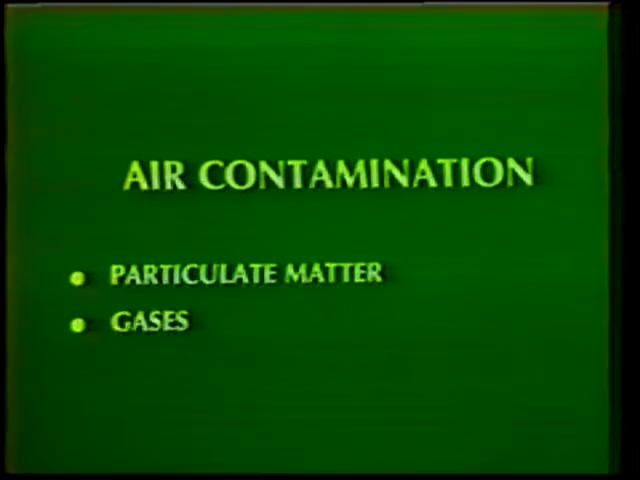 AIR CONTAMINATION
● PARTICULATE MATTER
● GASES